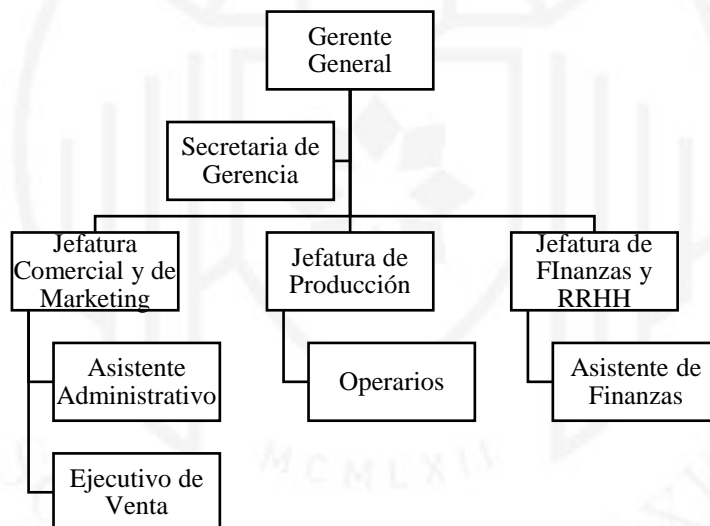 Gerente
General
Secretaria de
Gerencia
Jefatura
Comercial y de
Marketing
Jefatura de
Producción
Jefatura de
FInanzas y
RRHH
Asistente
Administrativo
Operarios
Asistente de
Finanzas
Ejecutivo de
Venta
MCMLXII